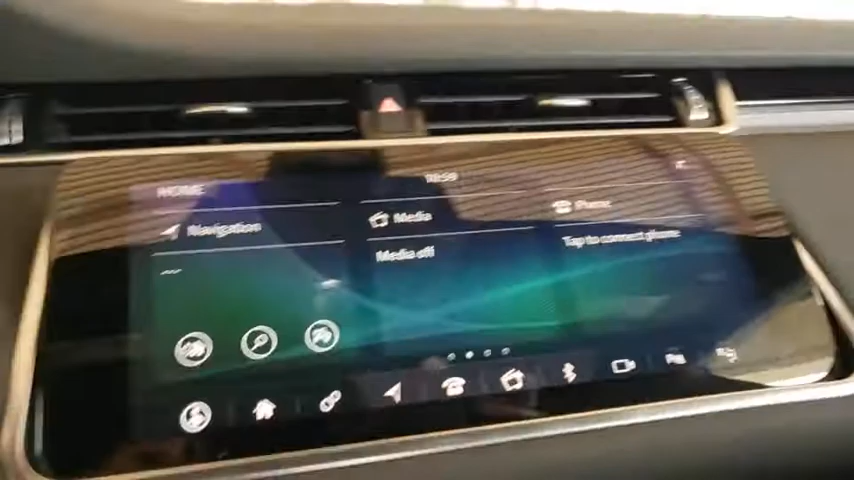 HOME
Navigation
Media
Phone
Media off
Tap to connect phone